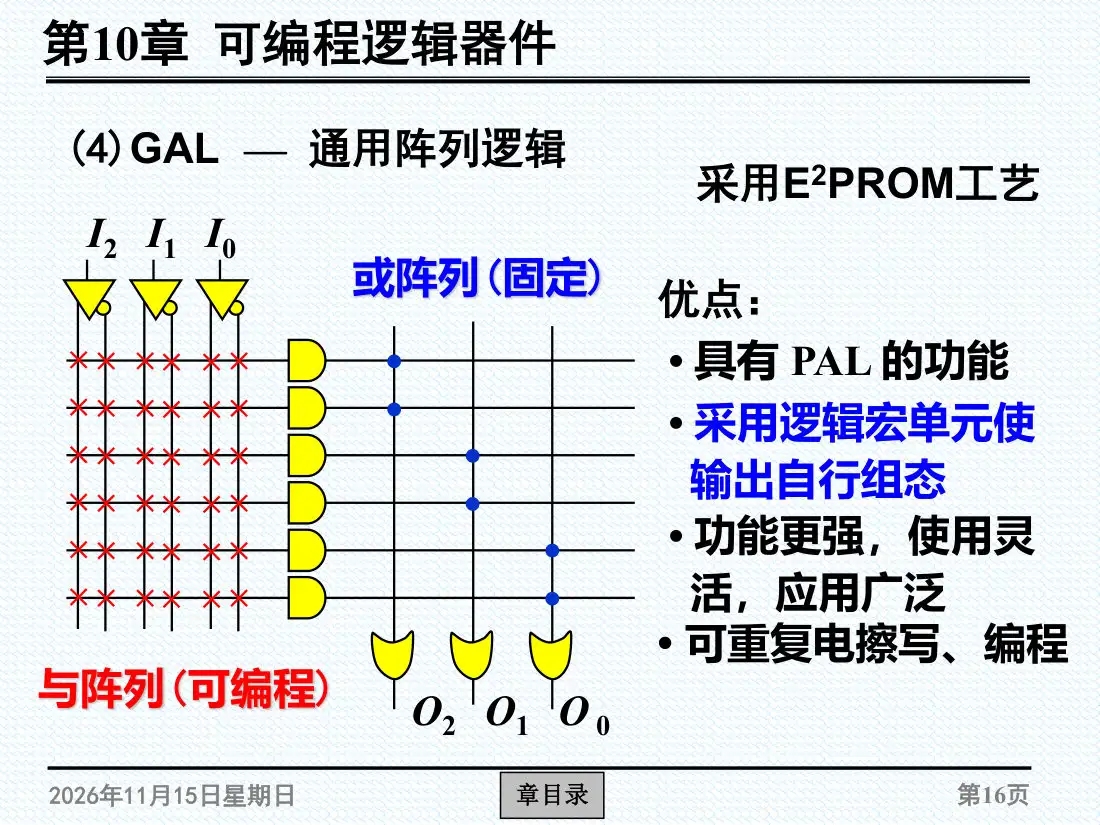 第10章 可编程逻辑器件
(4) GAL — 通用阵列逻辑
采用E²PROM工艺
I₂ I₁ I₀
或阵列(固定)
优点：
• 具有 PAL 的功能
• 采用逻辑宏单元使
输出自行组态
• 功能更强，使用灵
活，应用广泛
• 可重复电擦写、编程
与阵列(可编程)
O₂ O₁ O₀
2026年11月15日星期日
章目录
第16页